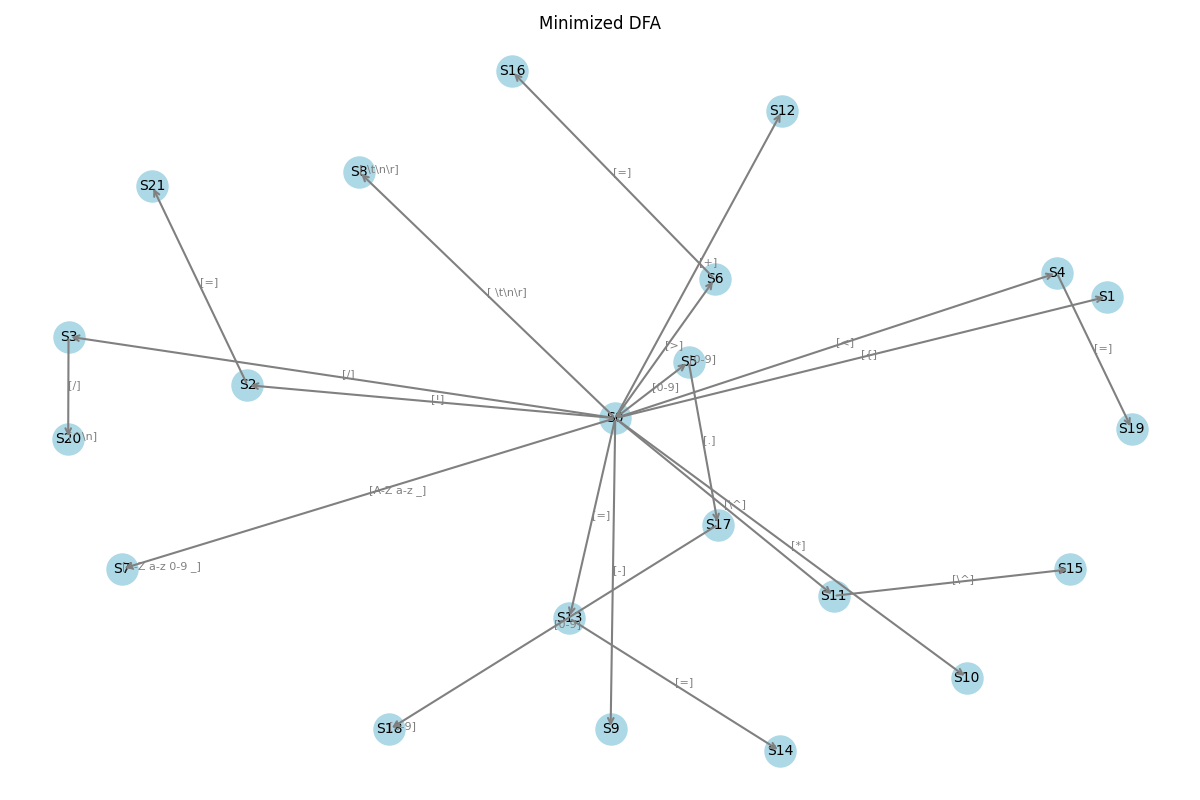 Minimized DFA
S16
S12
[=]
S8
[ \t\n\r]
S21
[+]
S4
S6
[=]
[ \t\n\r]
S1
S3
[<]
[=]
[>]
[{]
S5
[0-9]
[/]
S2
[/]
[0-9]
[!]
S0
S19
S20
\n]
[.]
[A-Z a-z _]
[\^]
[=]
S17
[*]
S7
[A-Z a-z 0-9 _]
[-]
S15
[\^]
S11
S13
[0-9]
S10
[=]
S18
[0-9]
S9
S14